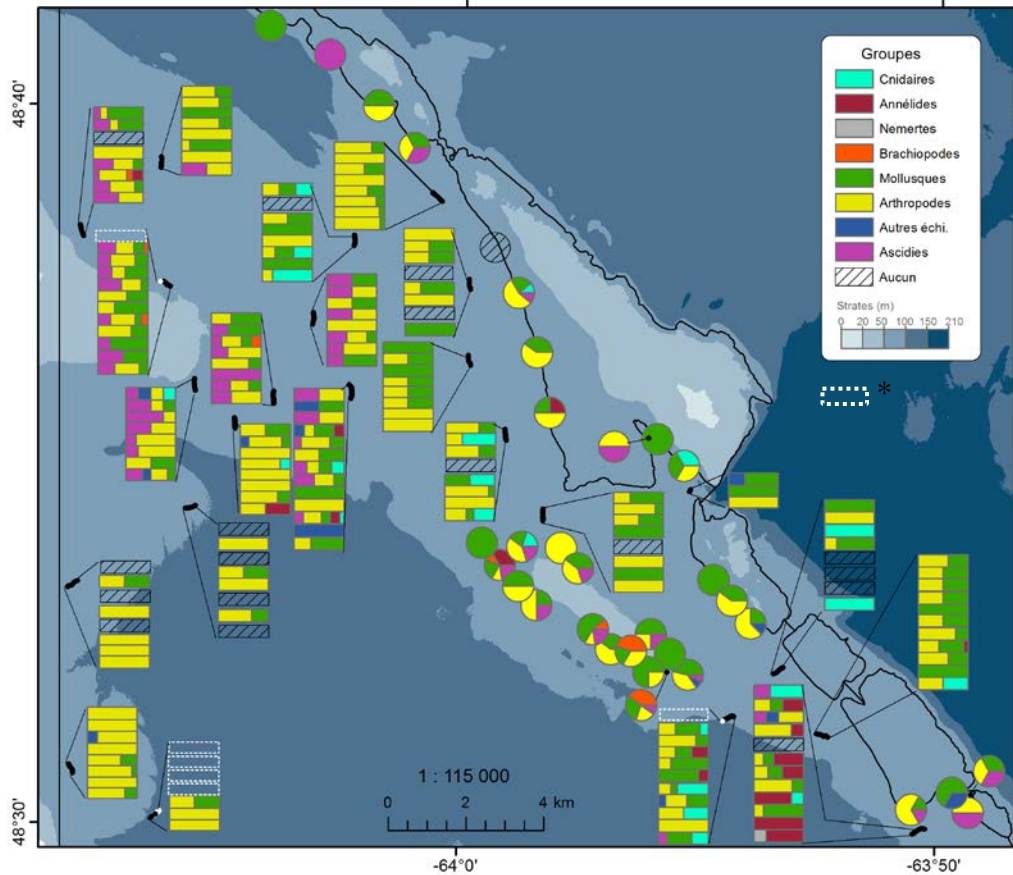 Groupes
Cnidaires
Annélides
Nemertes
Brachiopodes
Mollusques
Arthropodes
Autres échi.
Ascidies
Aucun
Strates (m)
0 20 50 100 150 210
*
48°40'
48°30'
1 : 115 000
0 2 4 km
-64°0'
-63°50'